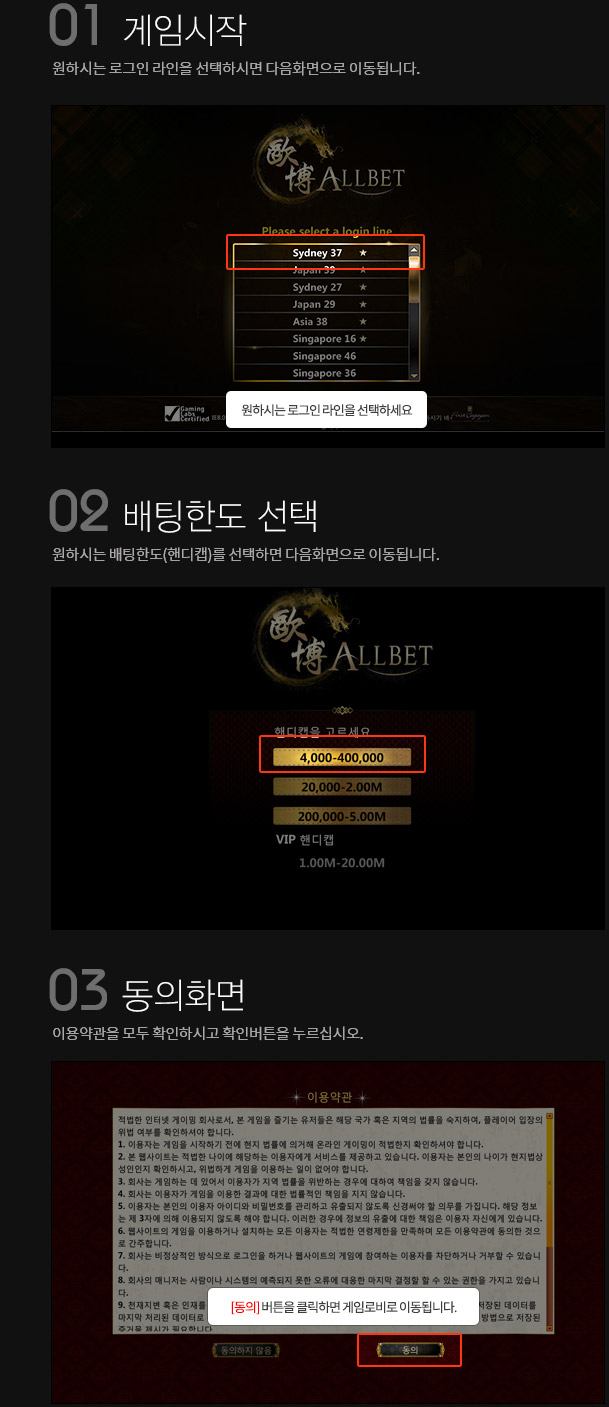 01 게임시작
원하시는 로그인 라인을 선택하시면 다음화면으로 이동됩니다.
歐
博 ALLBET
Please select a login line
Sydney 37 ★
Japan 39
Sydney 27 ★
Japan 29 ★
Asia 38 ★
Singapore 16 ★
Singapore 46
Singapore 36
Gaming
Labs
Certified
원하시는 로그인 라인을 선택하세요
02 배팅한도 선택
원하시는 배팅한도(핸디캡)를 선택하면 다음화면으로 이동됩니다.
歐
博 ALLBET
핸디캡을 고르세요
4,000-400,000
20,000-2.00M
200,000-5.00M
VIP 핸디캡
1.00M-20.00M
03 동의화면
이용약관을 모두 확인하시고 확인버튼을 누르십시오.
이용약관
적법한 인터넷 게이밍 회사로서, 본 게임을 즐기는 유저들은 해당 국가 혹은 지역의 법률을 숙지하여, 플레이어 입장의
위법 여부를 확인하셔야 합니다.
1. 이용자는 게임을 시작하기 전에 현지 법률에 의거해 온라인 게이밍이 적법한지 확인하셔야 합니다.
2. 본 웹사이트는 적법한 나이에 해당하는 이용자에게 서비스를 제공하고 있습니다. 이용자는 본인의 나이가 현지법상
성인인지 확인하시고, 위법하게 게임을 이용하는 일이 없어야 합니다.
3. 회사는 게임하는 데 있어서 이용자가 지역 법률을 위반하는 경우에 대하여 책임을 갖지 않습니다.
4. 회사는 이용자가 게임을 이용한 결과에 대한 법률적인 책임을 지지 않습니다.
5. 이용자는 본인의 이용자 아이디와 비밀번호를 관리하고 유출되지 않도록 신경써야 할 의무를 가집니다. 해당 정보
는 제 3자에 의해 이용되지 않도록 해야 합니다. 이러한 경우에 정보의 유출에 대한 책임은 이용자 자신에게 있습니다.
6. 웹사이트의 게임을 이용하거나 설치하는 모든 이용자는 적법한 연령제한을 만족하며 모든 이용약관에 동의한 것으
로 간주합니다.
7. 회사는 비정상적인 방식으로 로그인을 하거나 웹사이트의 게임에 참여하는 이용자를 차단하거나 거부할 수 있습니
다.
8. 회사의 매니저는 사람이나 시스템의 예측되지 못한 오류에 대응한 마지막 결정할 할 수 있는 권한을 가지고 있습니
다.
9. 천재지변 혹은 인재를 저장된 데이터를
마지막 처리된 데이터로 방법으로 저장된
증거를 제시가 필요합니다.
[동의] 버튼을 클릭하면 게임로비로 이동됩니다.
동의하지 않음 동의